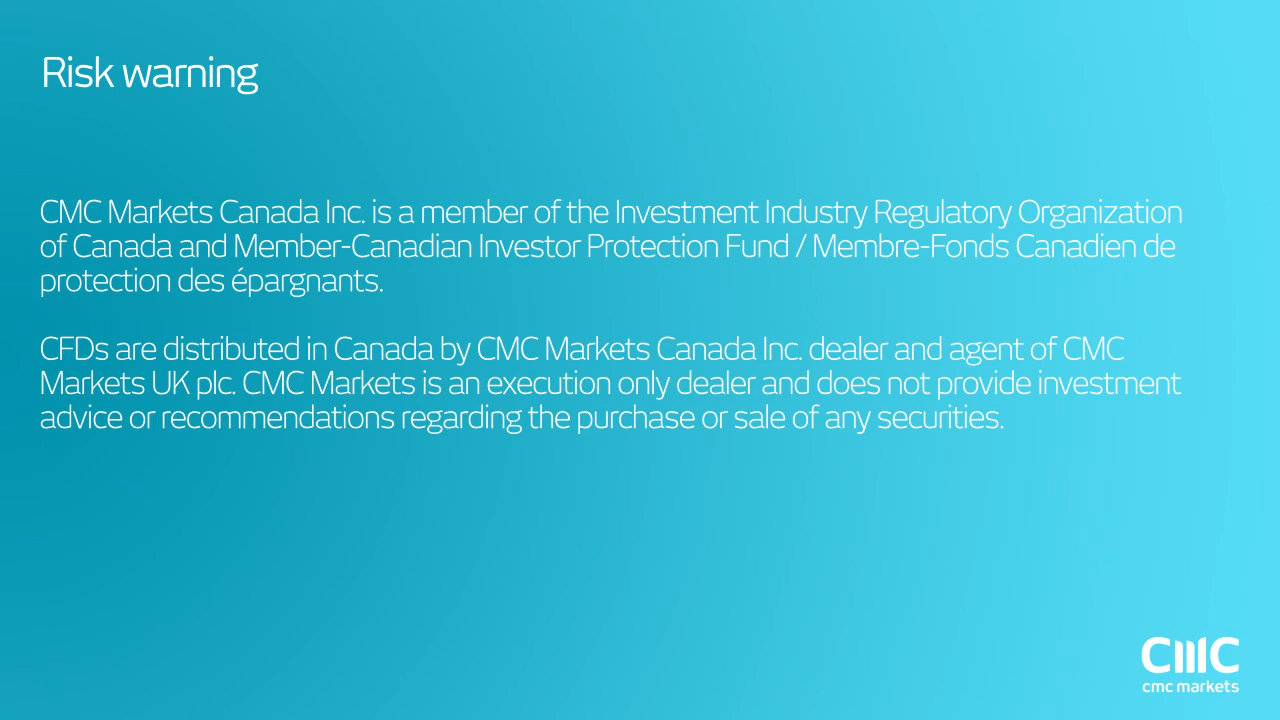 Risk warning
CMC Markets Canada Inc. is a member of the Investment Industry Regulatory Organization
of Canada and Member-Canadian Investor Protection Fund / Membre-Fonds Canadien de
protection des épargnants.
CFDs are distributed in Canada by CMC Markets Canada Inc. dealer and agent of CMC
Markets UK plc. CMC Markets is an execution only dealer and does not provide investment
advice or recommendations regarding the purchase or sale of any securities.
CMC
cmc markets